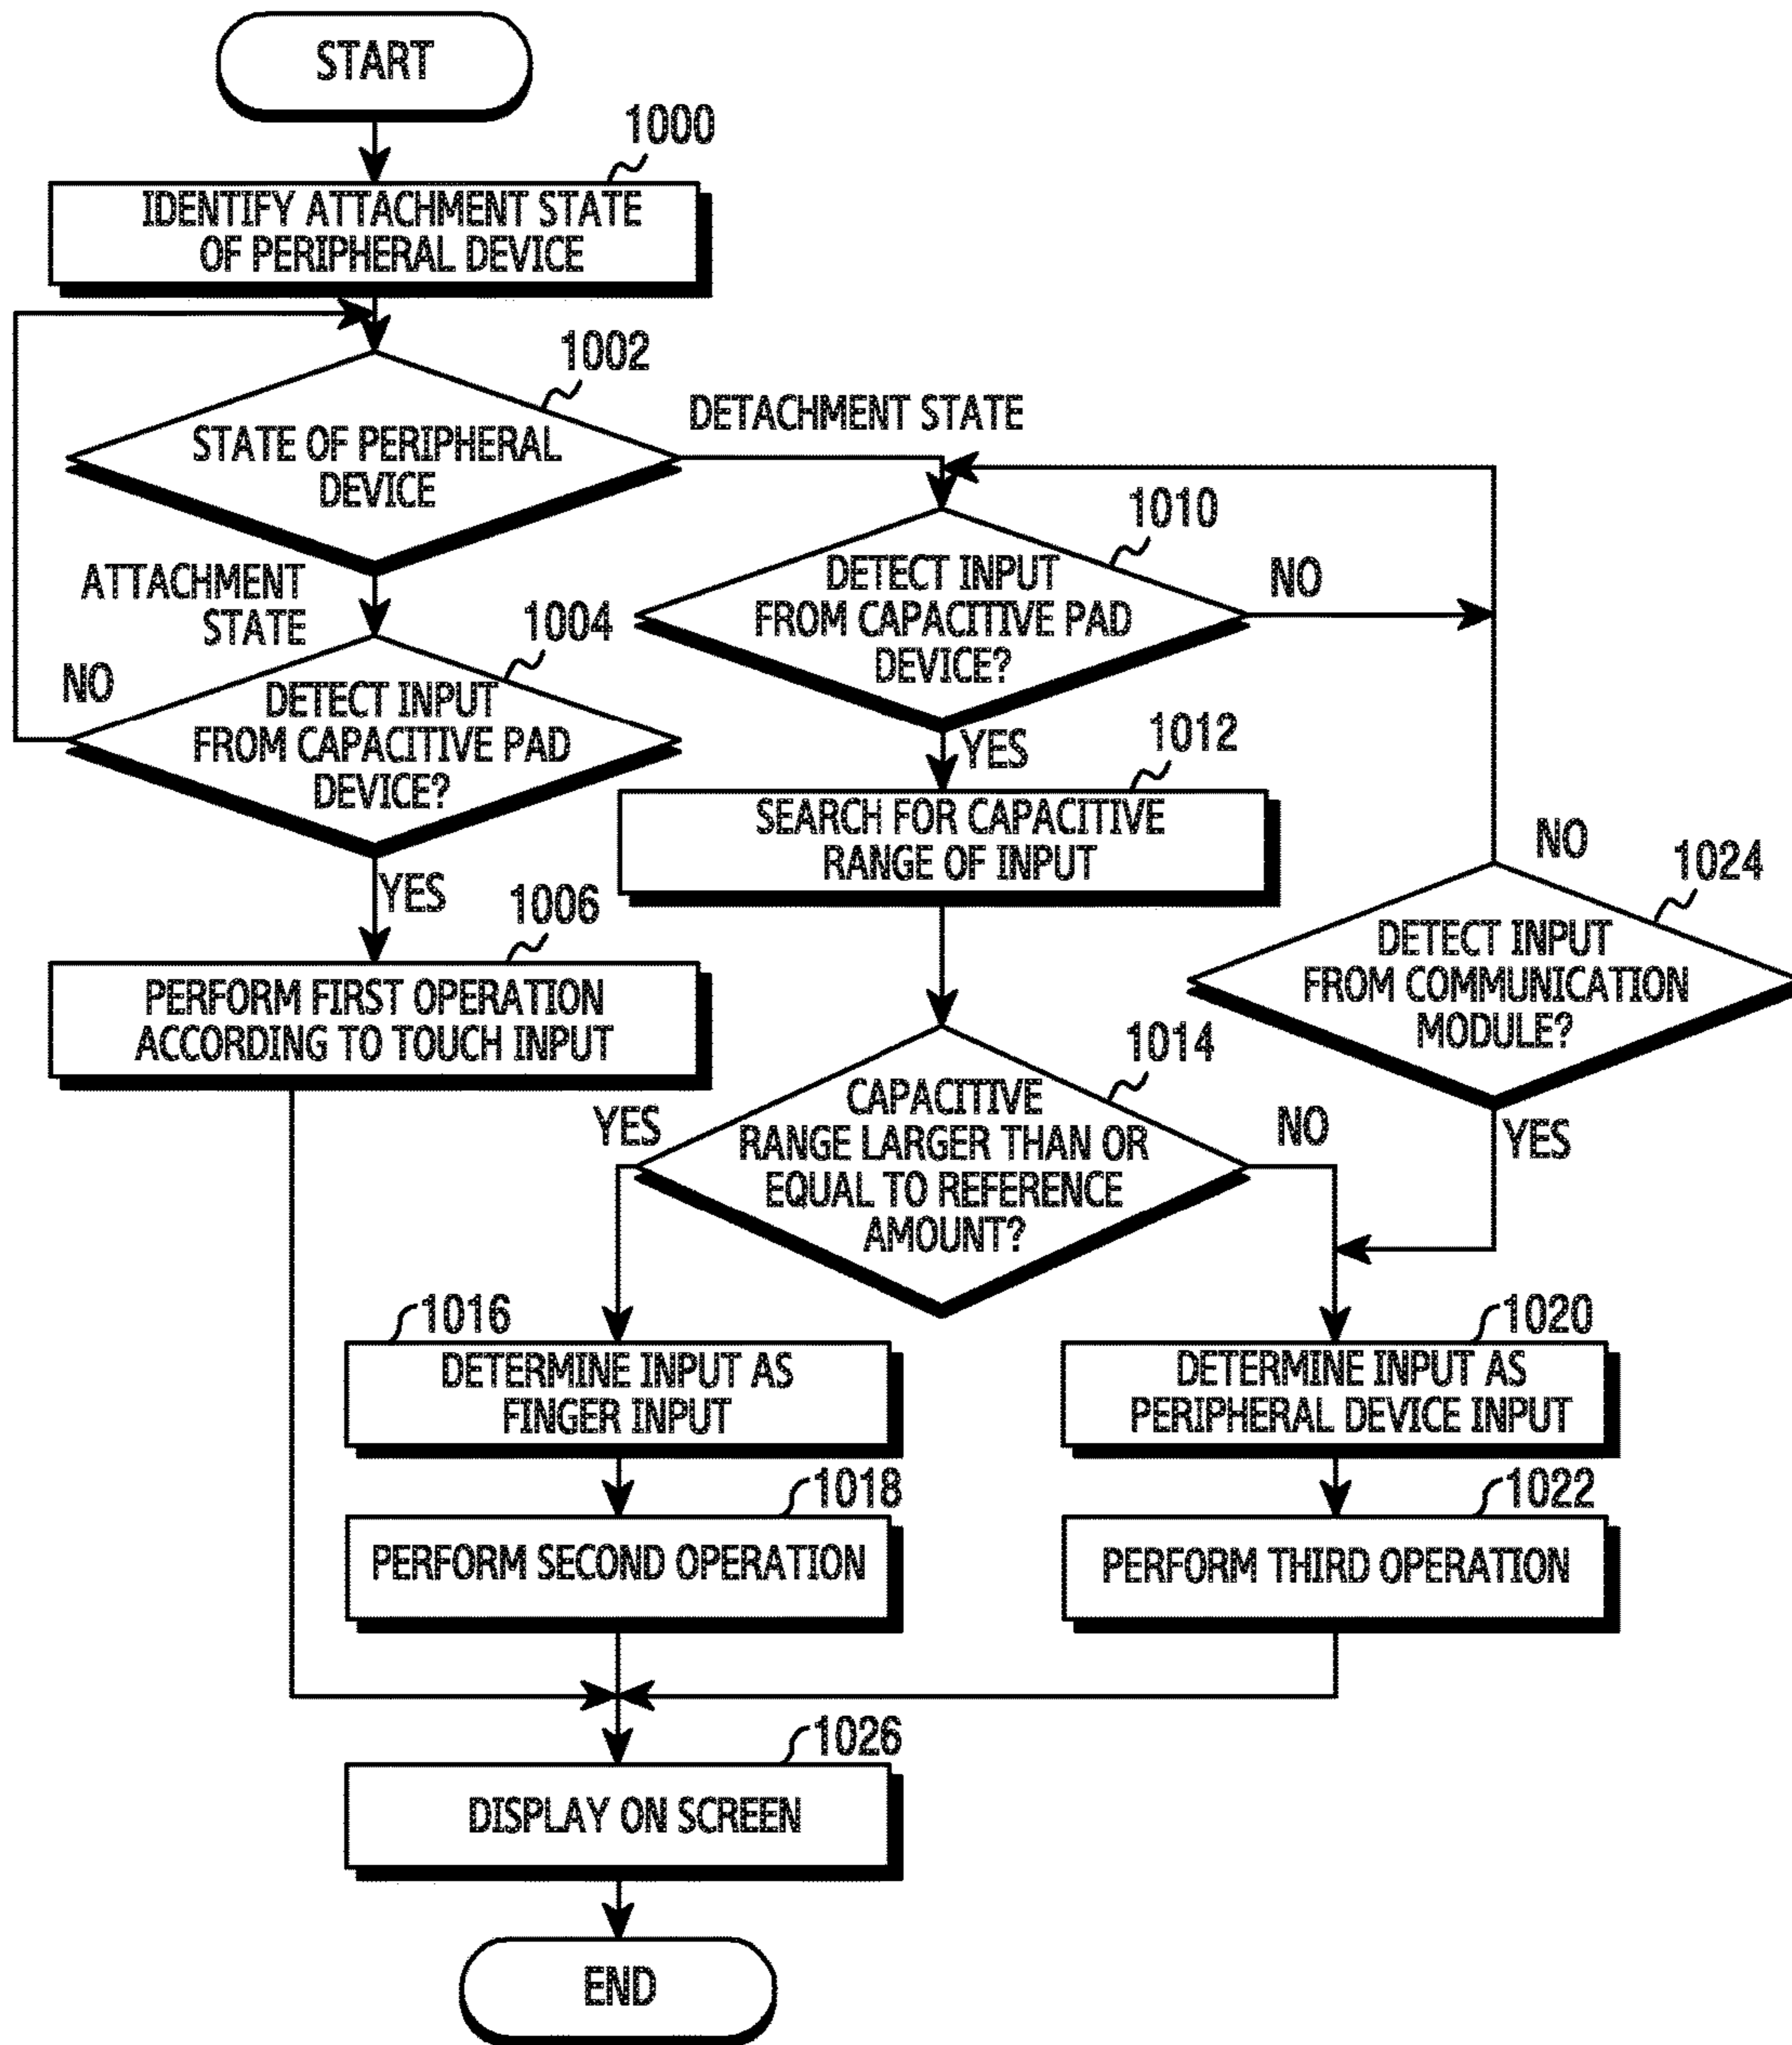 START
1000
IDENTIFY ATTACHMENT STATE
OF PERIPHERAL DEVICE
1002
STATE OF PERIPHERAL
DEVICE
DETACHMENT STATE
ATTACHMENT
STATE
1004
NO
DETECT INPUT
FROM CAPACITIVE PAD
DEVICE?
YES
1006
PERFORM FIRST OPERATION
ACCORDING TO TOUCH INPUT
1010
DETECT INPUT
FROM CAPACITIVE PAD
DEVICE?
NO
YES
1012
SEARCH FOR CAPACITIVE
RANGE OF INPUT
NO
1024
DETECT INPUT
FROM COMMUNICATION
MODULE?
YES
1014
CAPACITIVE
RANGE LARGER THAN OR
EQUAL TO REFERENCE
AMOUNT?
YES
NO
1016
DETERMINE INPUT AS
FINGER INPUT
1018
PERFORM SECOND OPERATION
1020
DETERMINE INPUT AS
PERIPHERAL DEVICE INPUT
1022
PERFORM THIRD OPERATION
1026
DISPLAY ON SCREEN
END